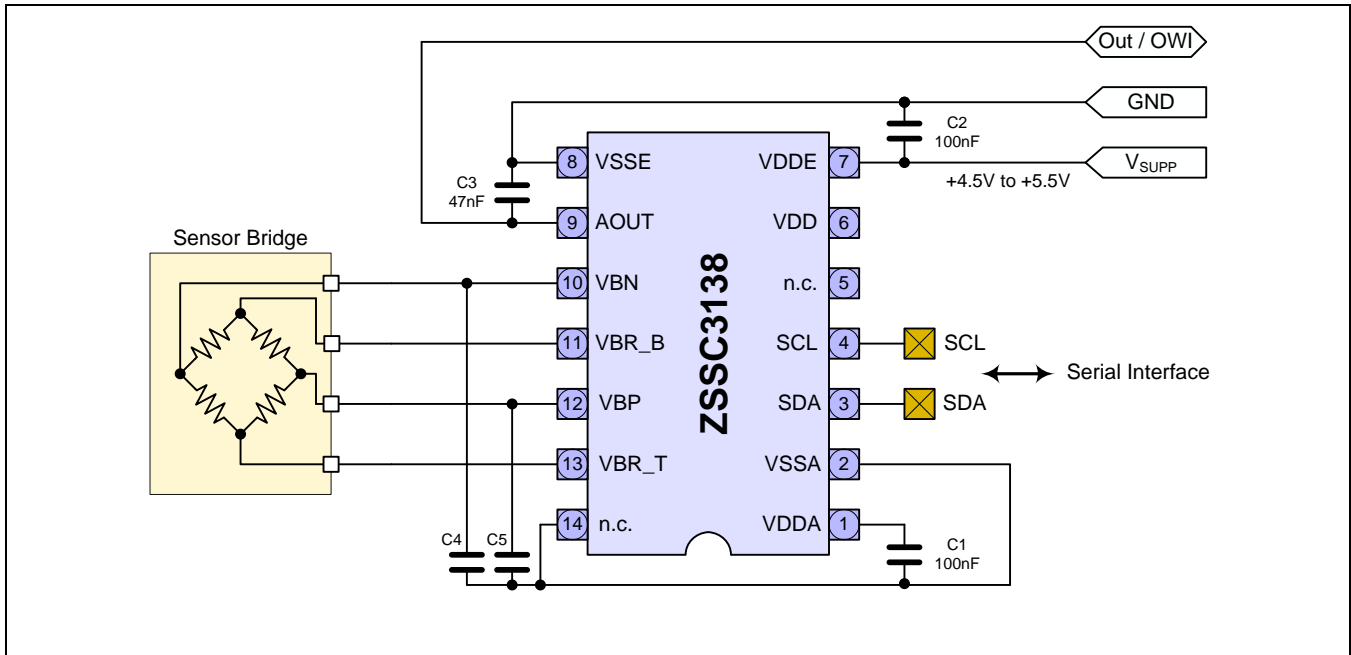 Out / OWI
GND
C2
100nF
V_SUPP
+4.5V to +5.5V
8 VSSE
VDDE 7
C3
47nF
9 AOUT
VDD 6
Sensor Bridge
10 VBN
n.c. 5
11 VBR_B
SCL 4
SCL
Serial Interface
12 VBP
SDA 3
SDA
13 VBR_T
VSSA 2
14 n.c.
VDDA 1
ZSSC3138
C4
C5
C1
100nF